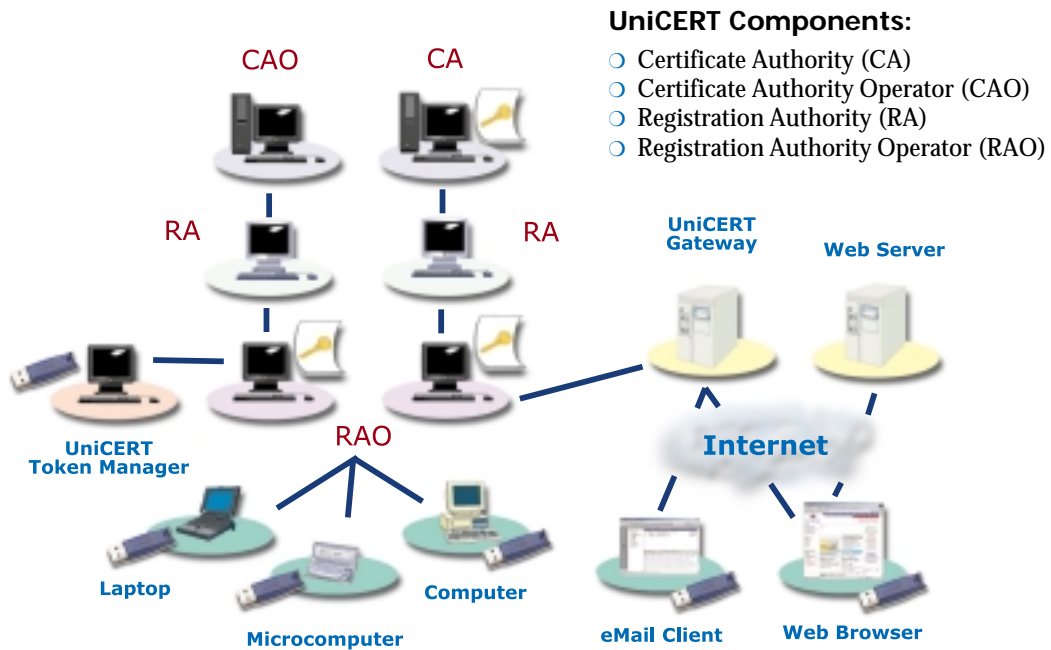 UniCERT Components:
❍ Certificate Authority (CA)
❍ Certificate Authority Operator (CAO)
❍ Registration Authority (RA)
❍ Registration Authority Operator (RAO)
CAO
CA
RA
RA
UniCERT
Gateway
Web Server
UniCERT
Token Manager
RAO
Internet
Laptop
Microcomputer
Computer
eMail Client
Web Browser